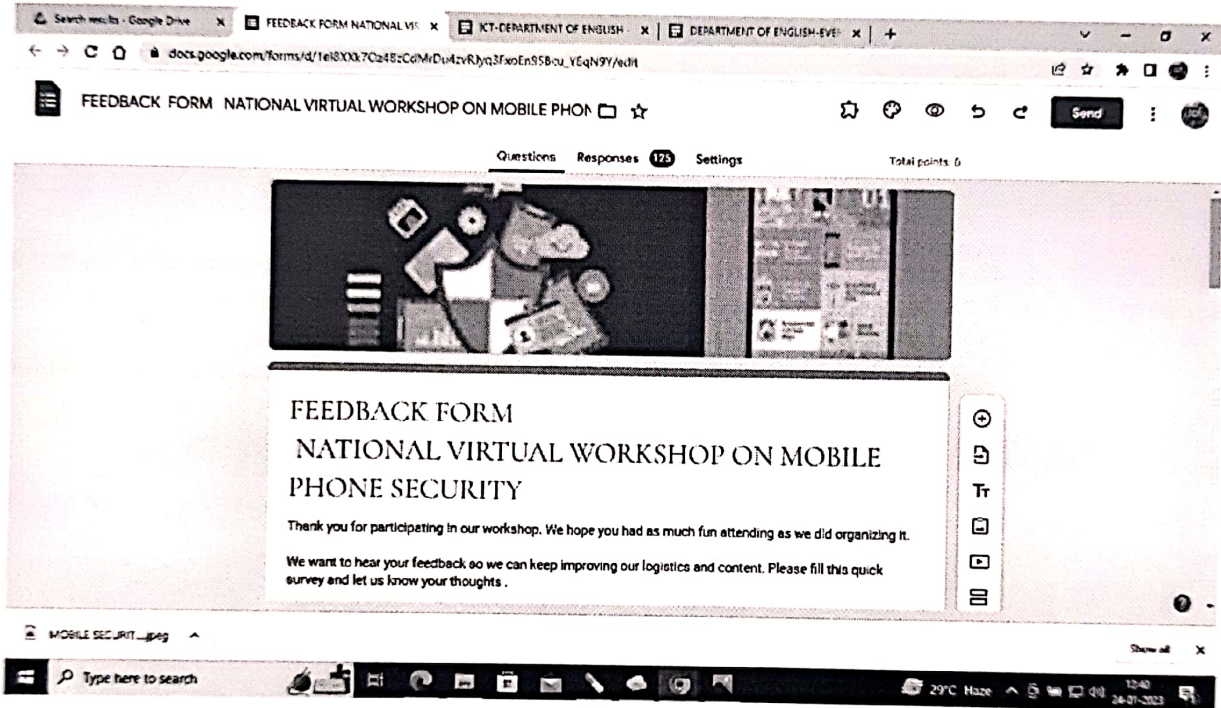 Search results - Google Drive
FEEDBACK FORM NATIONAL VIS
ICT-DEPARTMENT OF ENGLISH -
DEPARTMENT OF ENGLISH-EVE
FEEDBACK FORM NATIONAL VIRTUAL WORKSHOP ON MOBILE PHON
Send
Questions Responses 125 Settings
Total points: 0
FEEDBACK FORM
NATIONAL VIRTUAL WORKSHOP ON MOBILE
PHONE SECURITY
Thank you for participating in our workshop. We hope you had as much fun attending as we did organizing it.
We want to hear your feedback so we can keep improving our logistics and content. Please fill this quick
survey and let us know your thoughts .
MOBILE SECURIT....jpeg
Show all
Type here to search
29°C Haze
12:40
24-01-2023